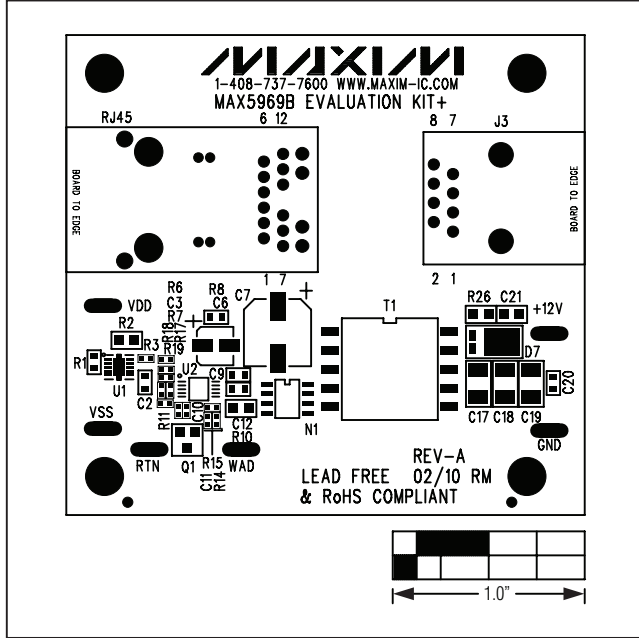 MAXIM
1-408-737-7600 WWW.MAXIM-IC.COM
MAX5969B EVALUATION KIT+
RJ45
6 12
8 7
J3
BOARD TO EDGE
BOARD TO EDGE
1 7
2 1
R6
C3
R7
R8
C6
C7
+
+
VDD
T1
R26
C21
+12V
R2
R18
R17
R3
R19
R1
U1
C2
U2
C9
D7
C20
VSS
R11
C10
C12
R10
N1
C17
C18
C19
GND
RTN
Q1
R15
WAD
C11
R14
REV-A
LEAD FREE 02/10 RM
& RoHS COMPLIANT
1.0"